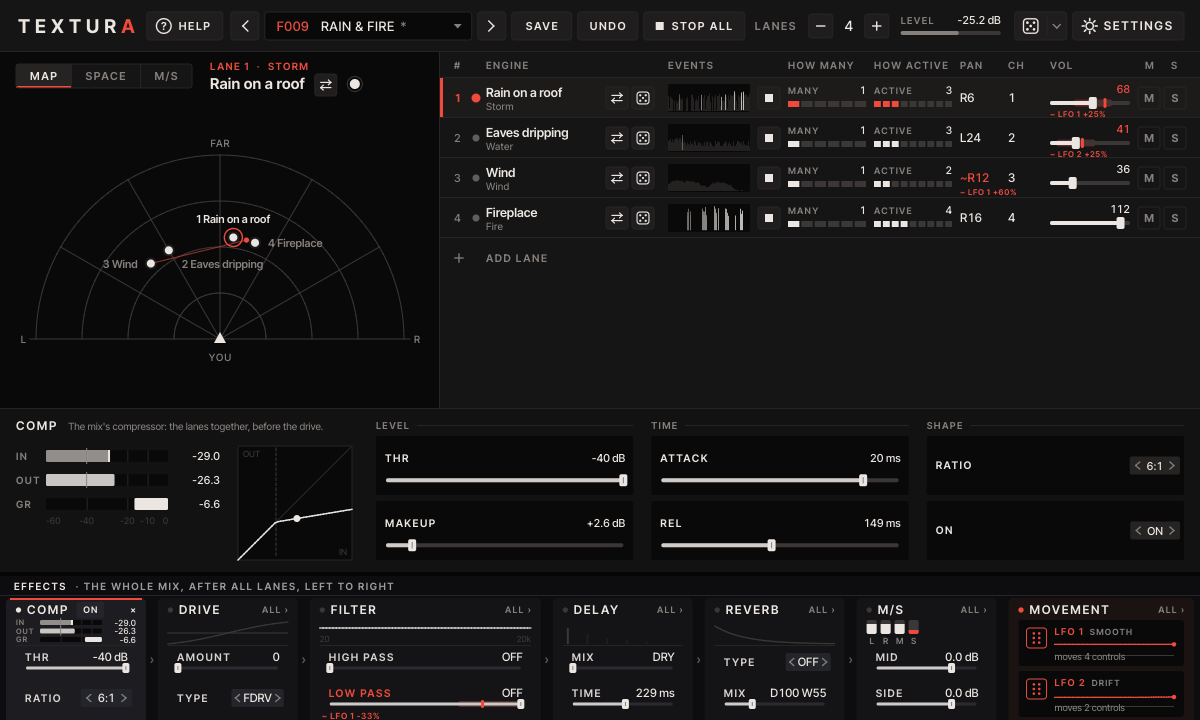 TEXTURA
HELP
F009 RAIN & FIRE *
SAVE
UNDO
STOP ALL
LANES
4
LEVEL -25.2 dB
SETTINGS
MAP SPACE M/S
LANE 1 · STORM
Rain on a roof
FAR
1 Rain on a roof
4 Fireplace
3 Wind
2 Eaves dripping
L
R
YOU
# ENGINE EVENTS HOW MANY HOW ACTIVE PAN CH VOL M S
1 Rain on a roof MANY 1 ACTIVE 3 R6 1 68 M S
Storm
~ LFO 1 +25%
2 Eaves dripping MANY 1 ACTIVE 3 L24 2 41 M S
Water
~ LFO 2 +25%
3 Wind MANY 1 ACTIVE 2 ~R12 3 36 M S
Wind
~ LFO 1 +60%
4 Fireplace MANY 1 ACTIVE 4 R16 4 112 M S
Fire
+ ADD LANE
COMP The mix's compressor: the lanes together, before the drive.
IN -29.0
OUT -26.3
GR -6.6
-60 -40 -20 -10 0
OUT
IN
LEVEL
THR -40 dB
MAKEUP +2.6 dB
TIME
ATTACK 20 ms
REL 149 ms
SHAPE
RATIO 6:1
ON ON
EFFECTS · THE WHOLE MIX, AFTER ALL LANES, LEFT TO RIGHT
COMP ON ×
IN -29.0
OUT -26.3
GR -6.6
THR -40 dB
RATIO 6:1
DRIVE ALL ›
AMOUNT 0
TYPE FDRV
FILTER ALL ›
20 20k
HIGH PASS OFF
LOW PASS OFF
~ LFO 1 -33%
DELAY ALL ›
MIX DRY
TIME 229 ms
REVERB ALL ›
TYPE OFF
MIX D100 W55
M/S ALL ›
L R M S
MID 0.0 dB
SIDE 0.0 dB
MOVEMENT ALL ›
LFO 1 SMOOTH
moves 4 controls
LFO 2 DRIFT
moves 2 controls